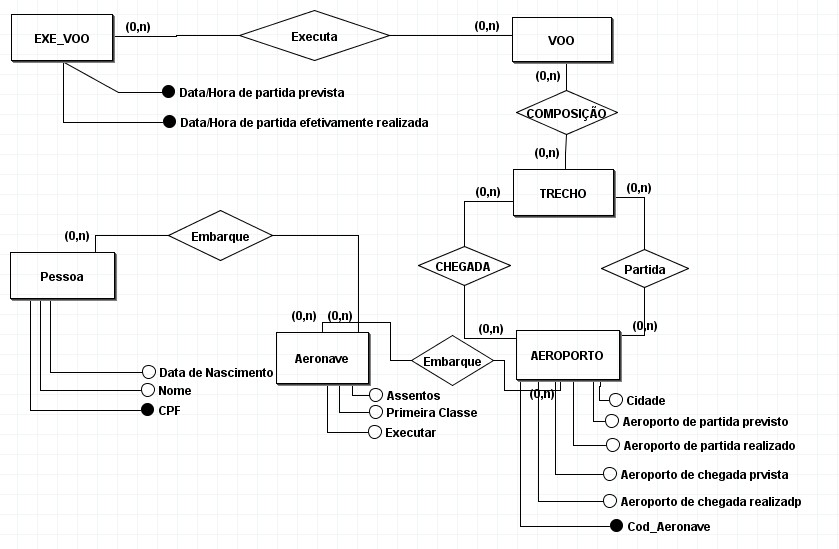 (0,n)
(0,n)
EXE_VOO
Executa
VOO
(0,n)
Data/Hora de partida prevista
COMPOSIÇÃO
Data/Hora de partida efetivamente realizada
(0,n)
(0,n)
TRECHO
(0,n)
(0,n)
Embarque
Pessoa
CHEGADA
Partida
(0,n)
(0,n)
(0,n)
(0,n)
Aeronave
Embarque
AEROPORTO
Data de Nascimento
Nome
CPF
Assentos
Primeira Classe
Executar
(0,n)
Cidade
Aeroporto de partida previsto
Aeroporto de partida realizado
Aeroporto de chegada prvista
Aeroporto de chegada realizadp
Cod_Aeronave